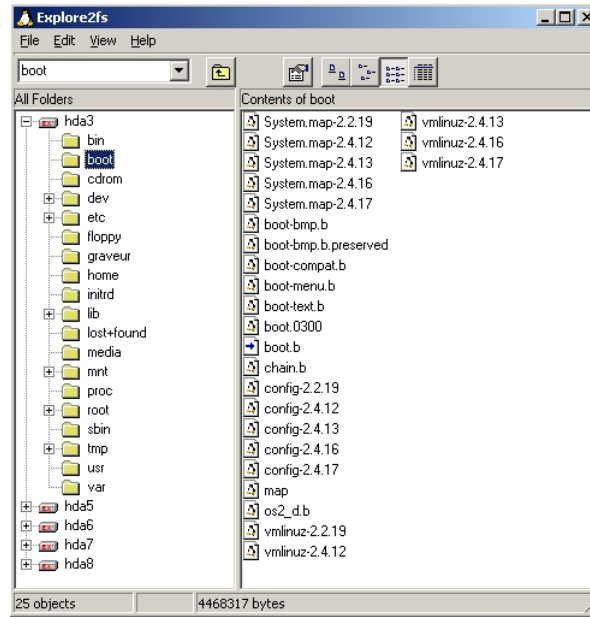 Explore2fs
File Edit View Help
boot
All Folders
Contents of boot
hda3
bin
boot
cdrom
dev
etc
floppy
graveur
home
initrd
lib
lost+found
media
mnt
proc
root
sbin
tmp
usr
var
hda5
hda6
hda7
hda8
System.map-2.2.19
System.map-2.4.12
System.map-2.4.13
System.map-2.4.16
System.map-2.4.17
boot-bmp.b
boot-bmp.b.preserved
boot-compat.b
boot-menu.b
boot-text.b
boot.0300
boot.b
chain.b
config-2.2.19
config-2.4.12
config-2.4.13
config-2.4.16
config-2.4.17
map
os2_d.b
vmlinuz-2.2.19
vmlinuz-2.4.12
vmlinuz-2.4.13
vmlinuz-2.4.16
vmlinuz-2.4.17
25 objects
4468317 bytes